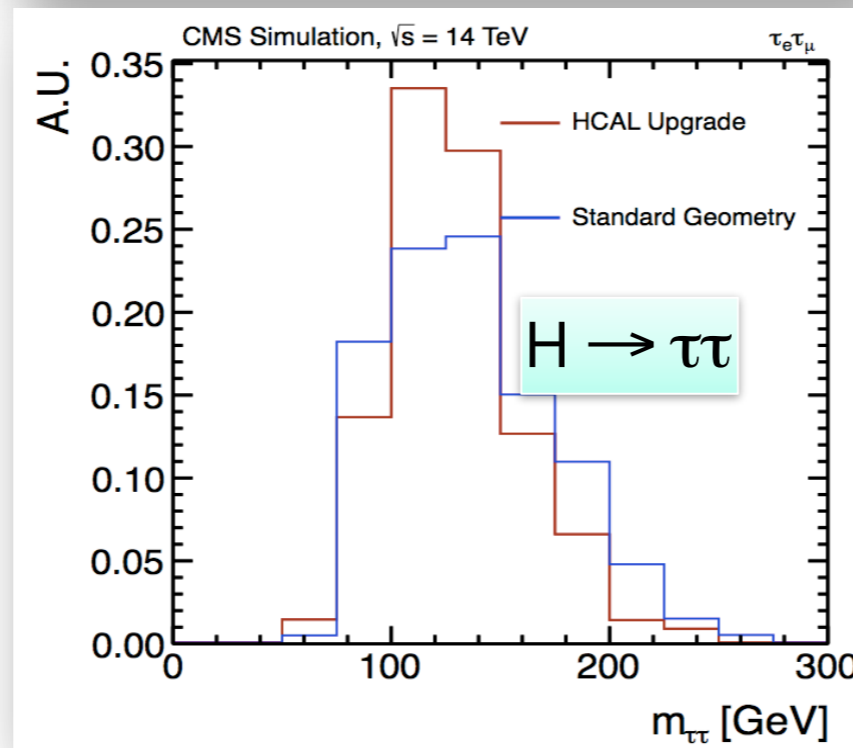 CMS Simulation, √s = 14 TeV
τeτμ
A.U.
0.35
0.30
0.25
0.20
0.15
0.10
0.05
0.00
HCAL Upgrade
Standard Geometry
H → ττ
0 100 200 300
mττ [GeV]